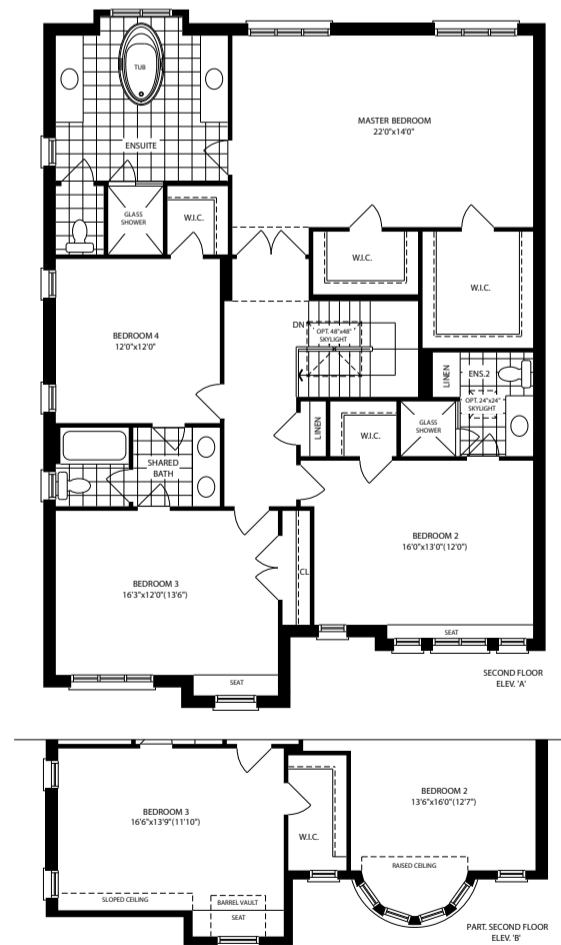 TUB
ENSUITE
MASTER BEDROOM
22'0"x14'0"
GLASS
SHOWER
W.I.C.
W.I.C.
W.I.C.
DN
OPT. 48"x48"
SKYLIGHT
BEDROOM 4
12'0"x12'0"
LINEN
ENS.2
OPT. 24"x24"
SKYLIGHT
LINEN
W.I.C.
GLASS
SHOWER
SHARED
BATH
BEDROOM 2
16'0"x13'0"(12'0")
BEDROOM 3
16'3"x12'0"(13'6")
CL
SEAT
SEAT
SECOND FLOOR
ELEV. 'A'
BEDROOM 3
16'6"x13'9"(11'10")
W.I.C.
BEDROOM 2
13'6"x16'0"(12'7")
RAISED CEILING
SLOPED CEILING
BARREL VAULT
SEAT
PART. SECOND FLOOR
ELEV. 'B'